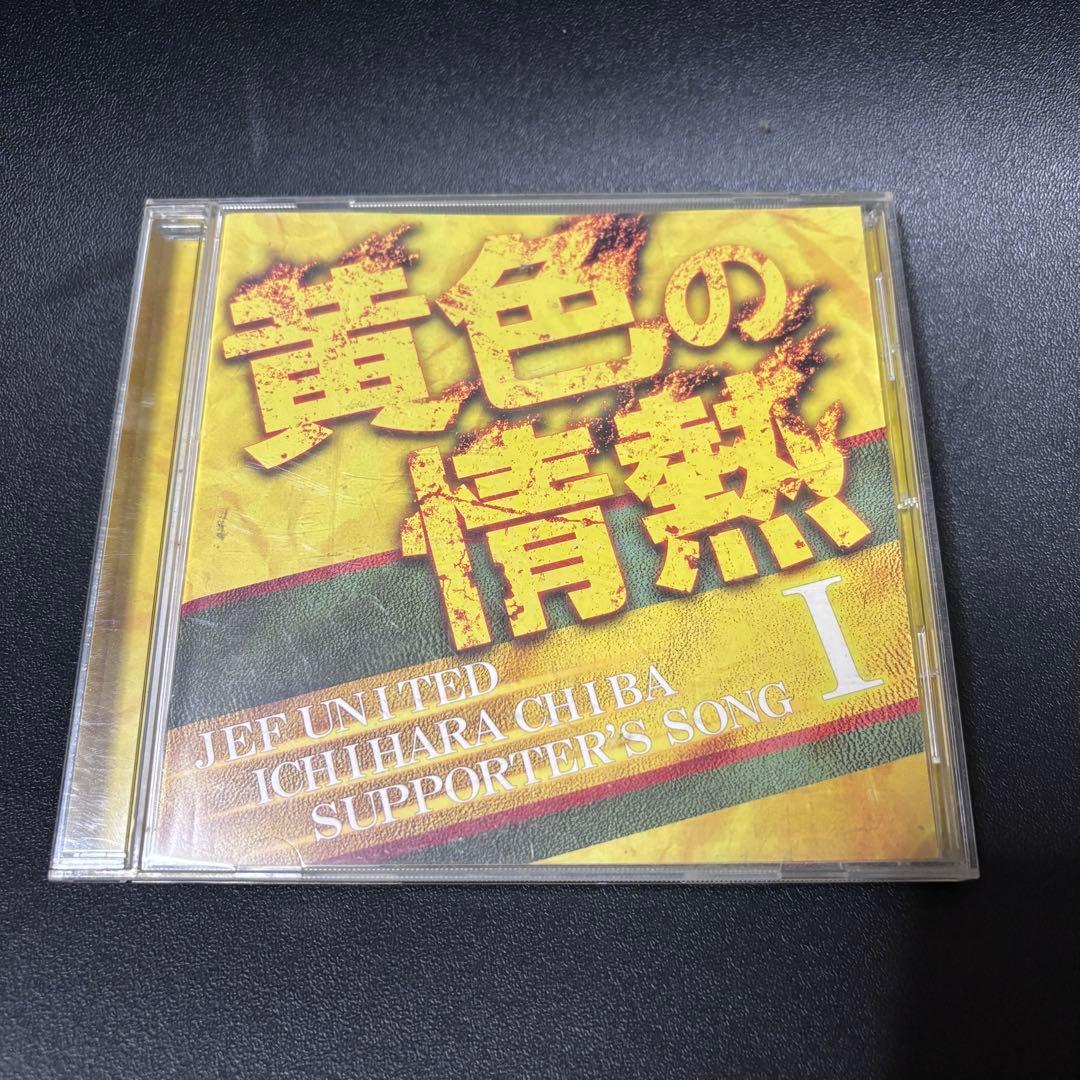 黄色の
情熱
JEF UNITED
ICHIHARA CHIBA
SUPPORTER'S SONG I